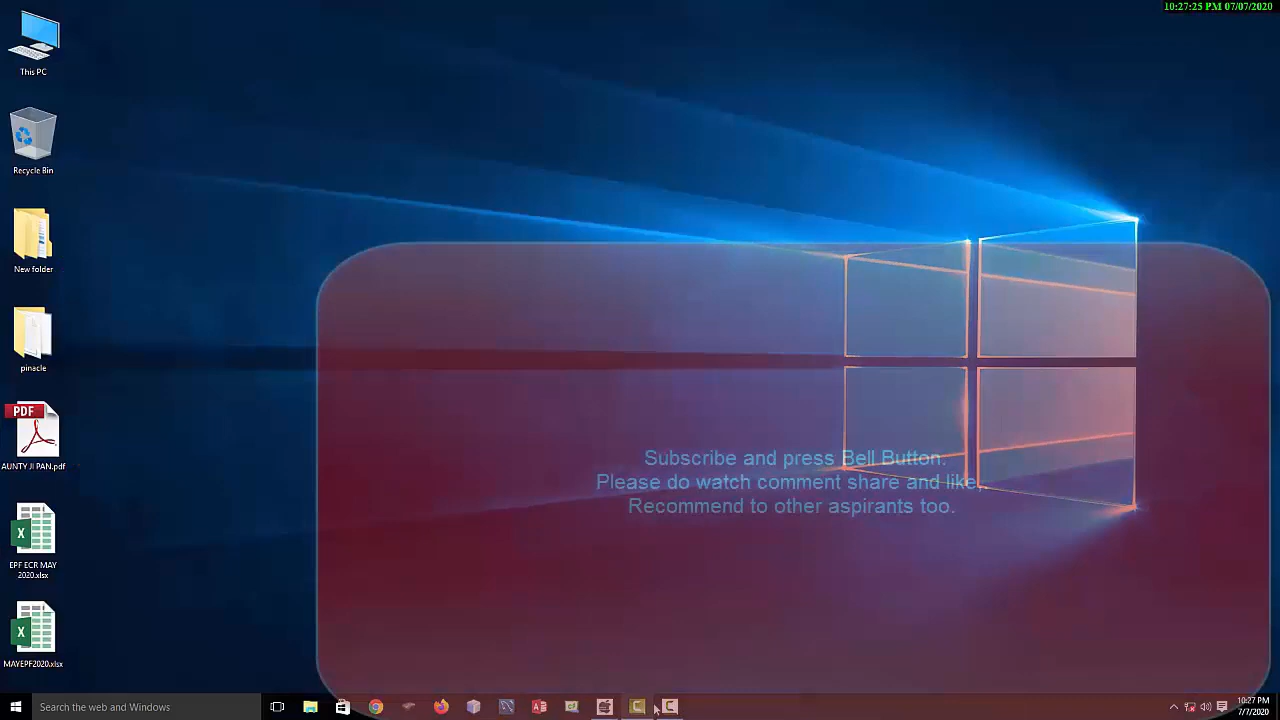 10:27:25 PM 07/07/2020
This PC
Recycle Bin
New folder
pinacle
PDF
AUNTY JI PAN.pdf
EPF ECR MAY
2020.xlsx
MAYEPF2020.xlsx
Subscribe and press Bell Button.
Please do watch comment share and like.
Recommend to other aspirants too.
Search the web and Windows
10:27 PM
7/7/2020